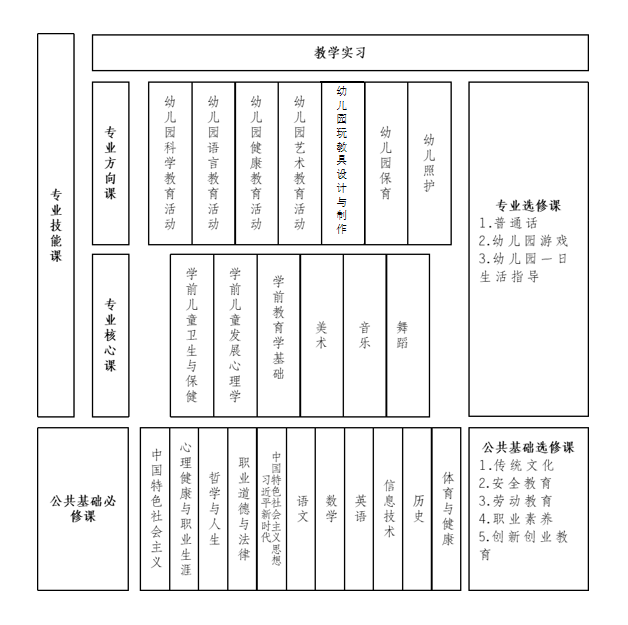 教学实习
专业技能课
专业方向课
幼儿园科学教育活动
幼儿园语言教育活动
幼儿园健康教育活动
幼儿园艺术教育活动
幼儿园玩教具设计与制作
幼儿园保育
幼儿照护
专业选修课
1.普通话
2.幼儿园游戏
3.幼儿园一日
生活指导
专业核心课
学前儿童卫生与保健
学前儿童发展心理学
学前教育学基础
美术
音乐
舞蹈
公共基础必
修课
中国特色社会主义
心理健康与职业生涯
哲学与人生
职业道德与法律
习近平新时代
中国特色社会主义思想
语文
数学
英语
信息技术
历史
体育与健康
公共基础选修课
1.传统文化
2.安全教育
3.劳动教育
4.职业素养
5.创新创业教
育